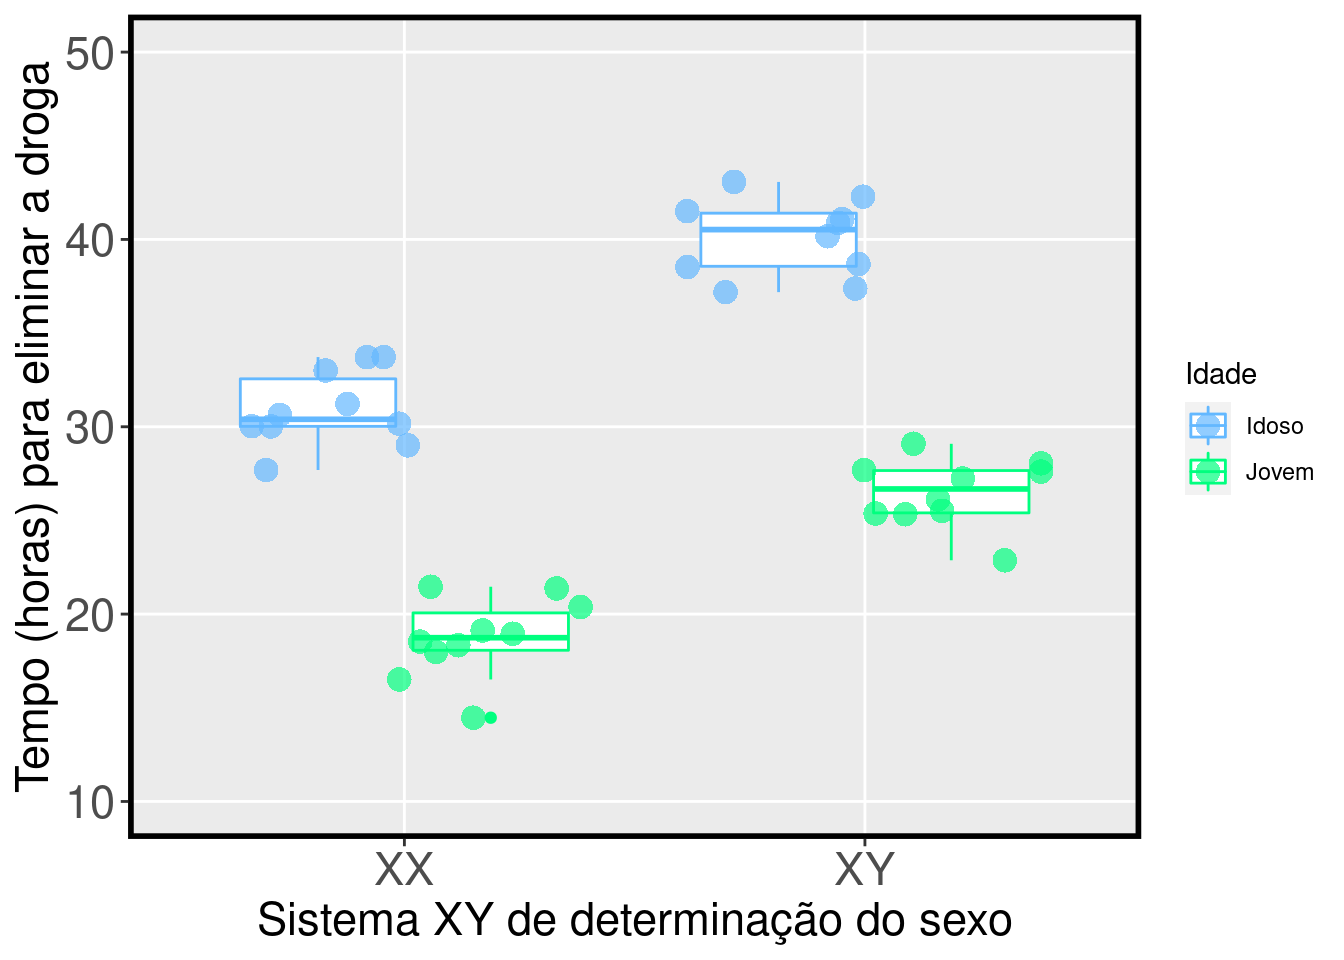 Tempo (horas) para eliminar a droga
50
40
30
20
10
XX
XY
Sistema XY de determinação do sexo
Idade
Idoso
Jovem